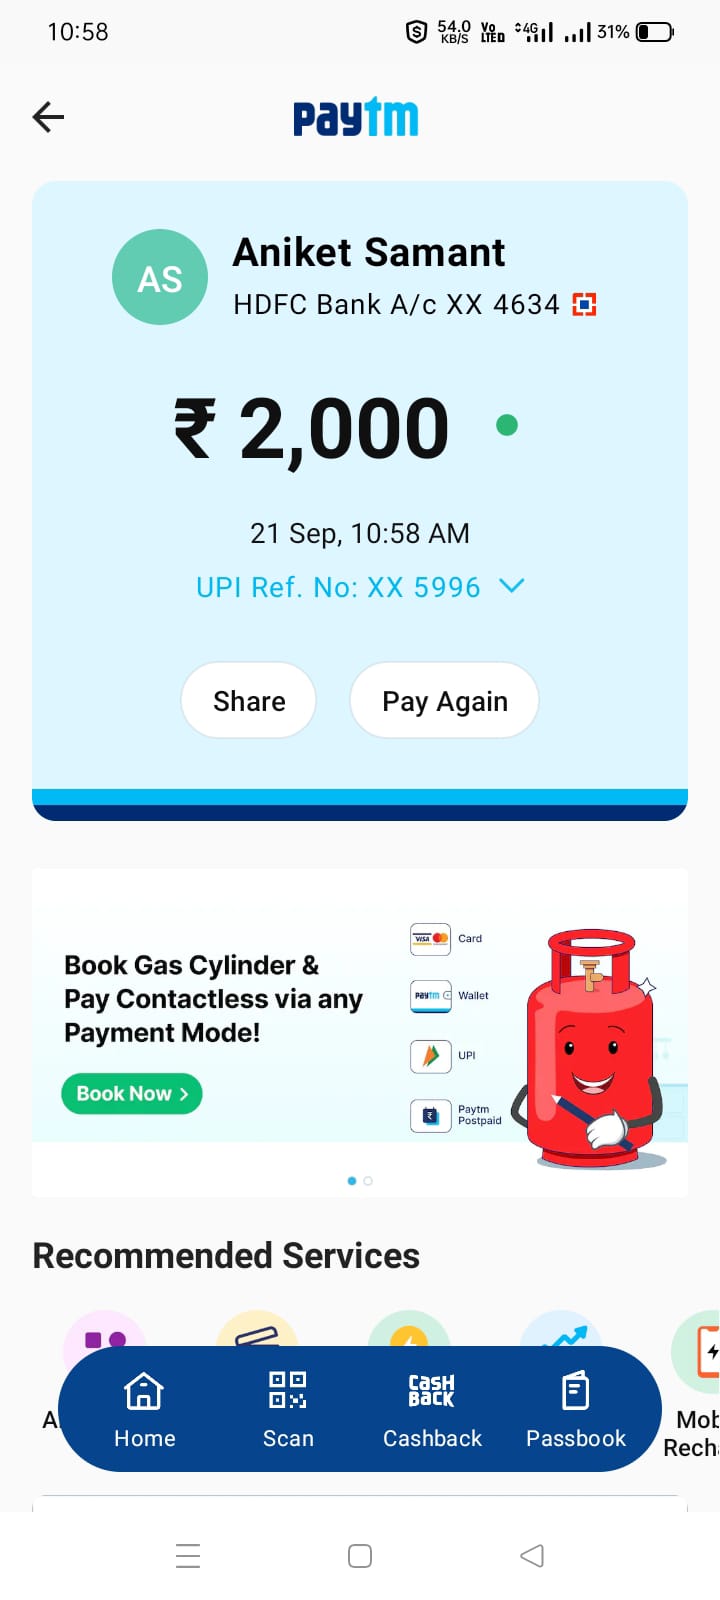 10:58
54.0 KB/S Vo LTED 4G 31%
paytm
AS
Aniket Samant
HDFC Bank A/c XX 4634
₹ 2,000
21 Sep, 10:58 AM
UPI Ref. No: XX 5996
Share
Pay Again
Book Gas Cylinder &
Pay Contactless via any
Payment Mode!
Book Now >
VISA Card
paytm Wallet
UPI
Paytm
Postpaid
Recommended Services
A
Mob
Rech
Home
Scan
CASH
BACK
Cashback
Passbook